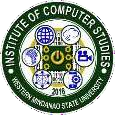 INSTITUTE OF COMPUTER STUDIES
2016
WESTERN MINDANAO STATE UNIVERSITY